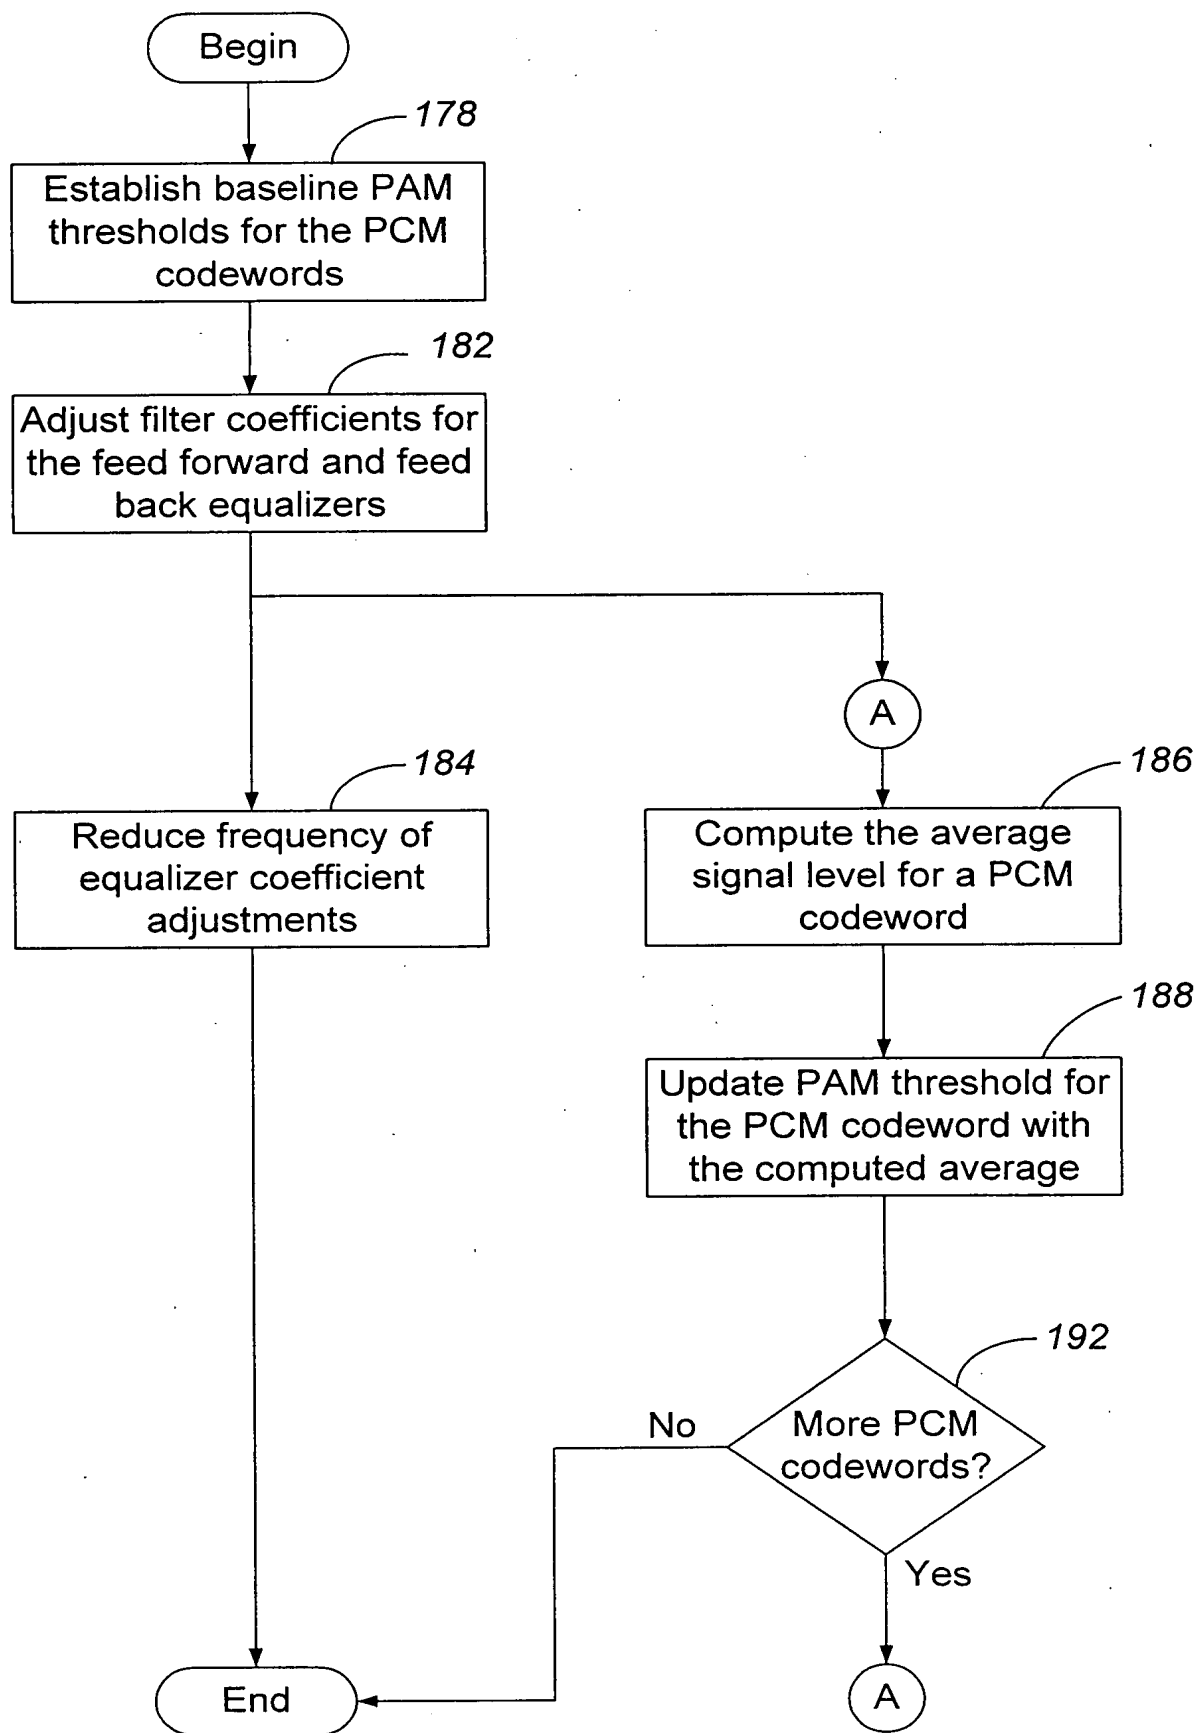 Begin
178
Establish baseline PAM
thresholds for the PCM
codewords
182
Adjust filter coefficients for
the feed forward and feed
back equalizers
A
184
Reduce frequency of
equalizer coefficient
adjustments
186
Compute the average
signal level for a PCM
codeword
188
Update PAM threshold for
the PCM codeword with
the computed average
192
More PCM
codewords?
No
Yes
End
A